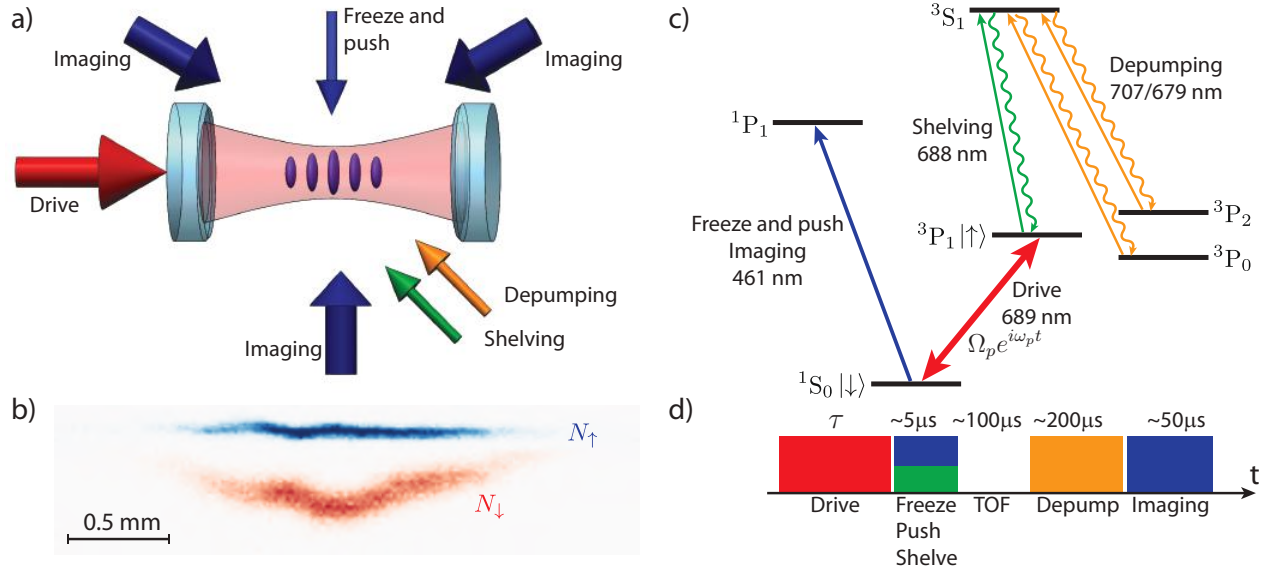 a)
Imaging
Freeze and
push
Imaging
Drive
Depumping
Shelving
Imaging
b)
N↑
N↓
0.5 mm
c)
³S₁
Depumping
707/679 nm
¹P₁
Shelving
688 nm
Freeze and push
Imaging
461 nm
³P₂
³P₁ |↑⟩
³P₀
Drive
689 nm
Ωₚe^{iωₚt}
¹S₀ |↓⟩
d)
τ ~5μs ~100μs ~200μs ~50μs
t
Drive Freeze TOF Depump Imaging
Push
Shelve